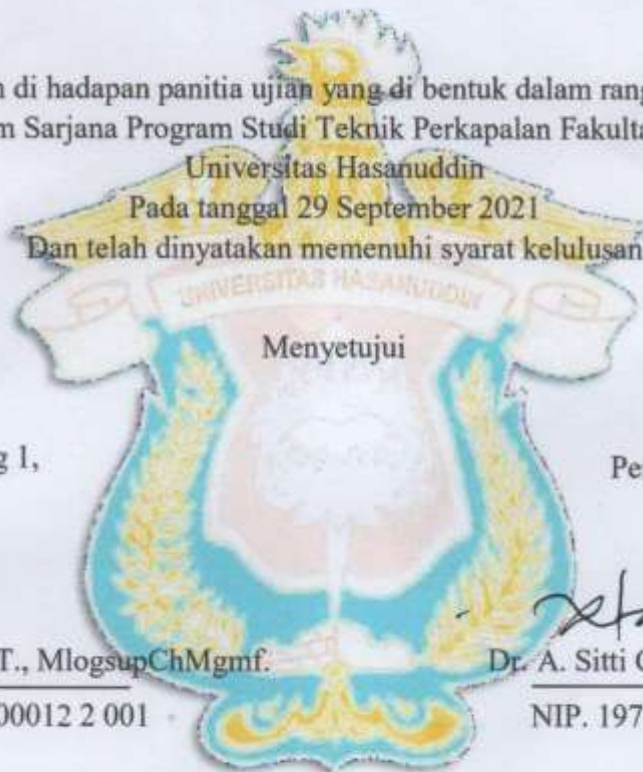 n di hadapan panitia ujian yang di bentuk dalam rang
m Sarjana Program Studi Teknik Perkapalan Fakulta
Universitas Hasanuddin
Pada tanggal 29 September 2021
Dan telah dinyatakan memenuhi syarat kelulusan
UNIVERSITAS HASANUDDIN
Menyetujui
g 1,
Pe
T., MlogsupChMgmf.
Dr. A. Sitti C
00012 2 001
NIP. 197